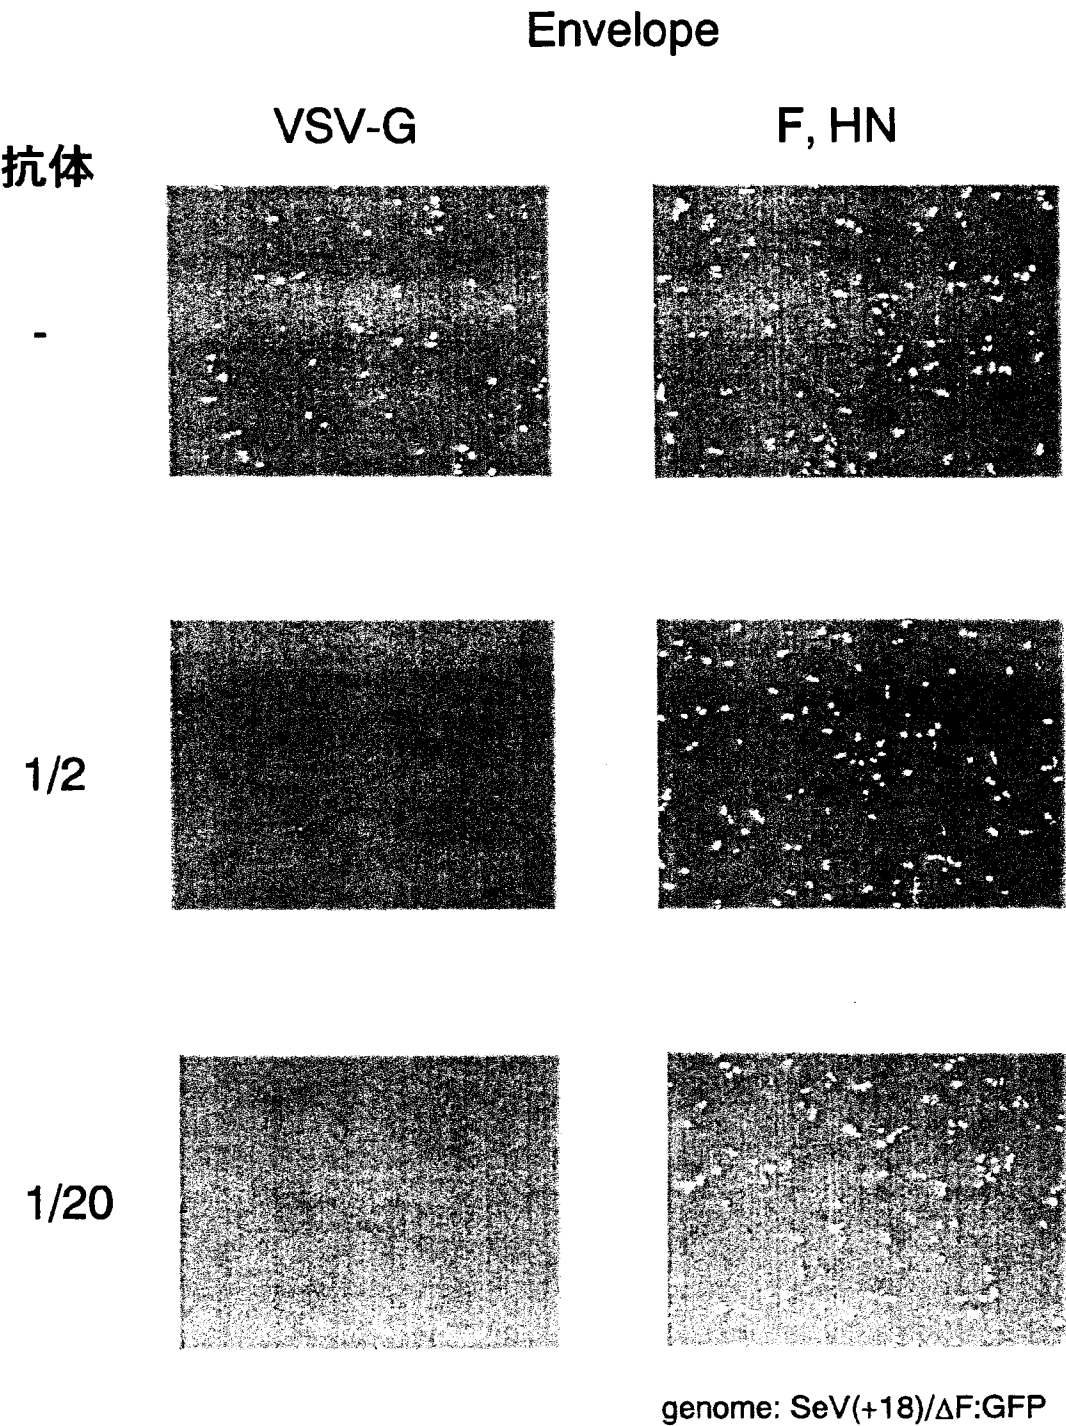 Envelope
VSV-G
F, HN
抗体
-
1/2
1/20
genome: SeV(+18)/ΔF:GFP